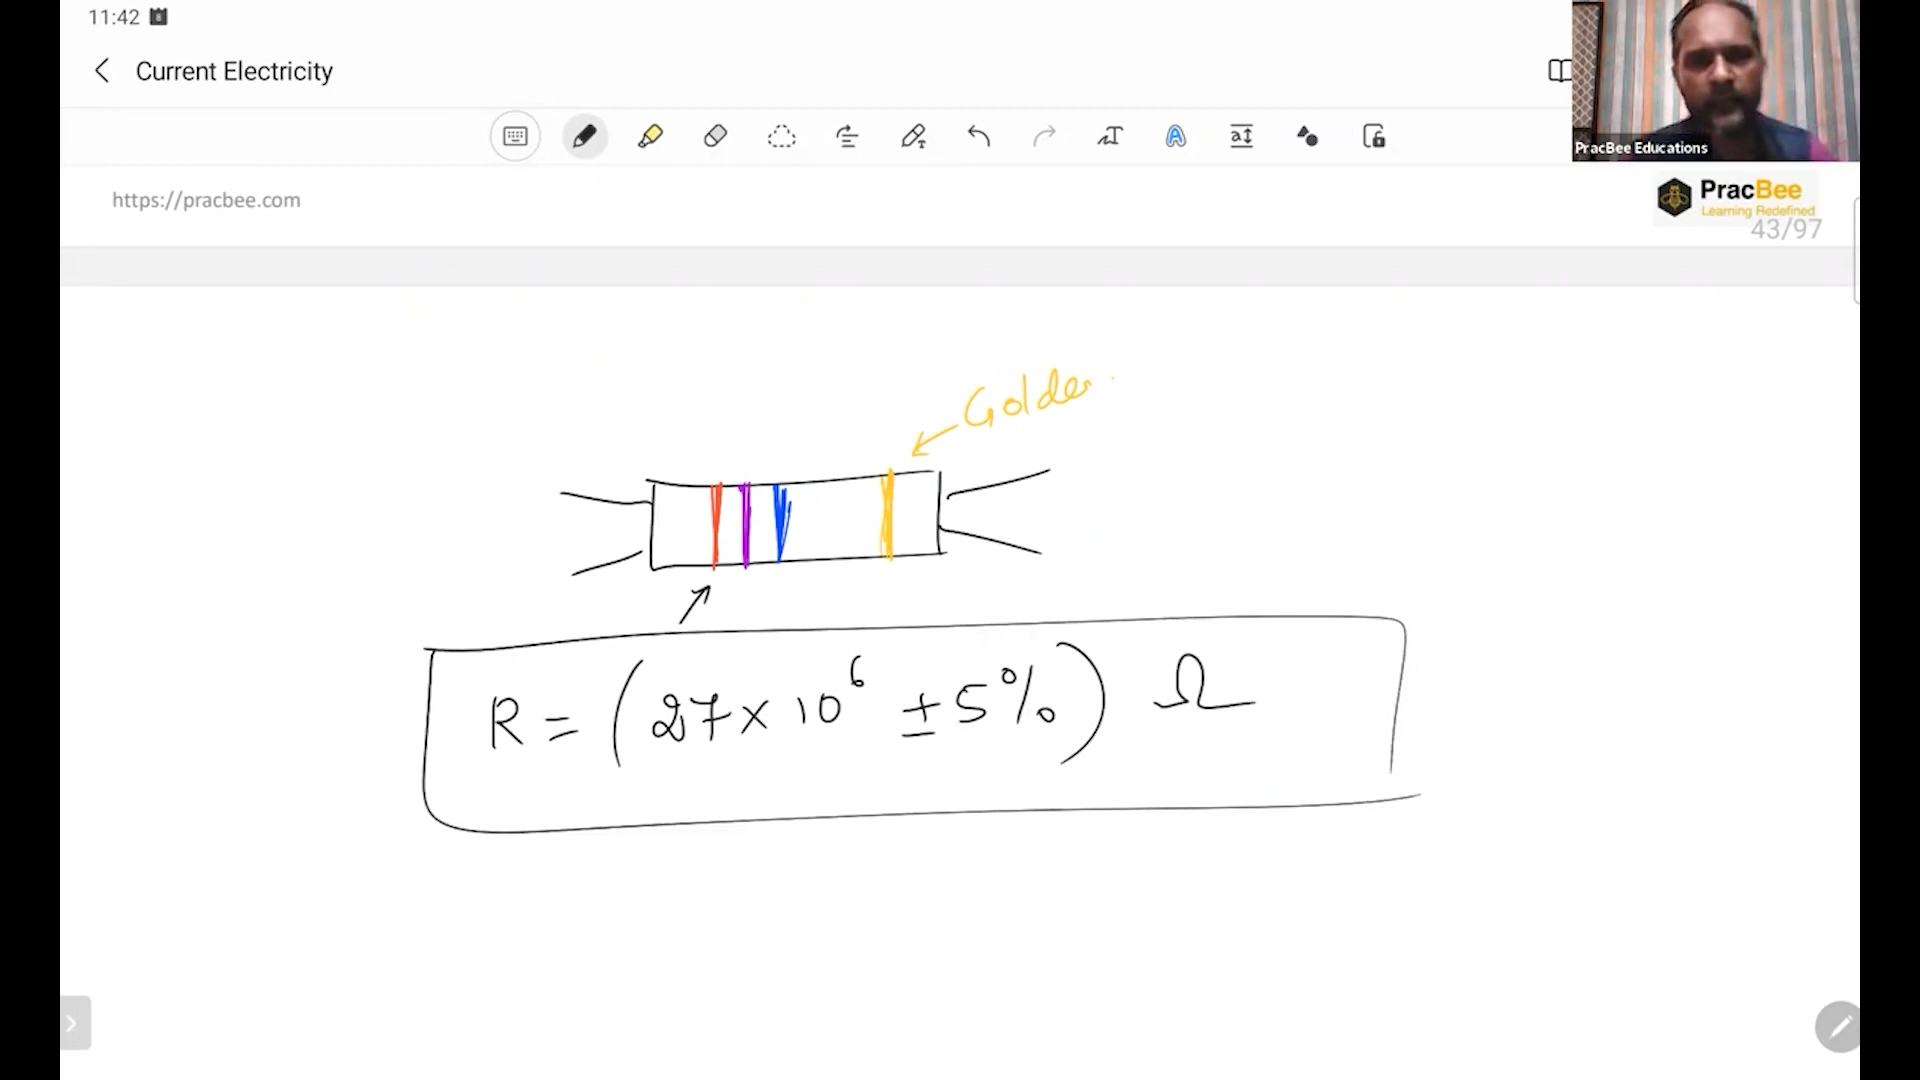 11:42
Current Electricity
PracBee Educations
https://pracbee.com
PracBee
Learning Redefined
43/97
Golden
R = (27 × 10⁶ ± 5%) Ω